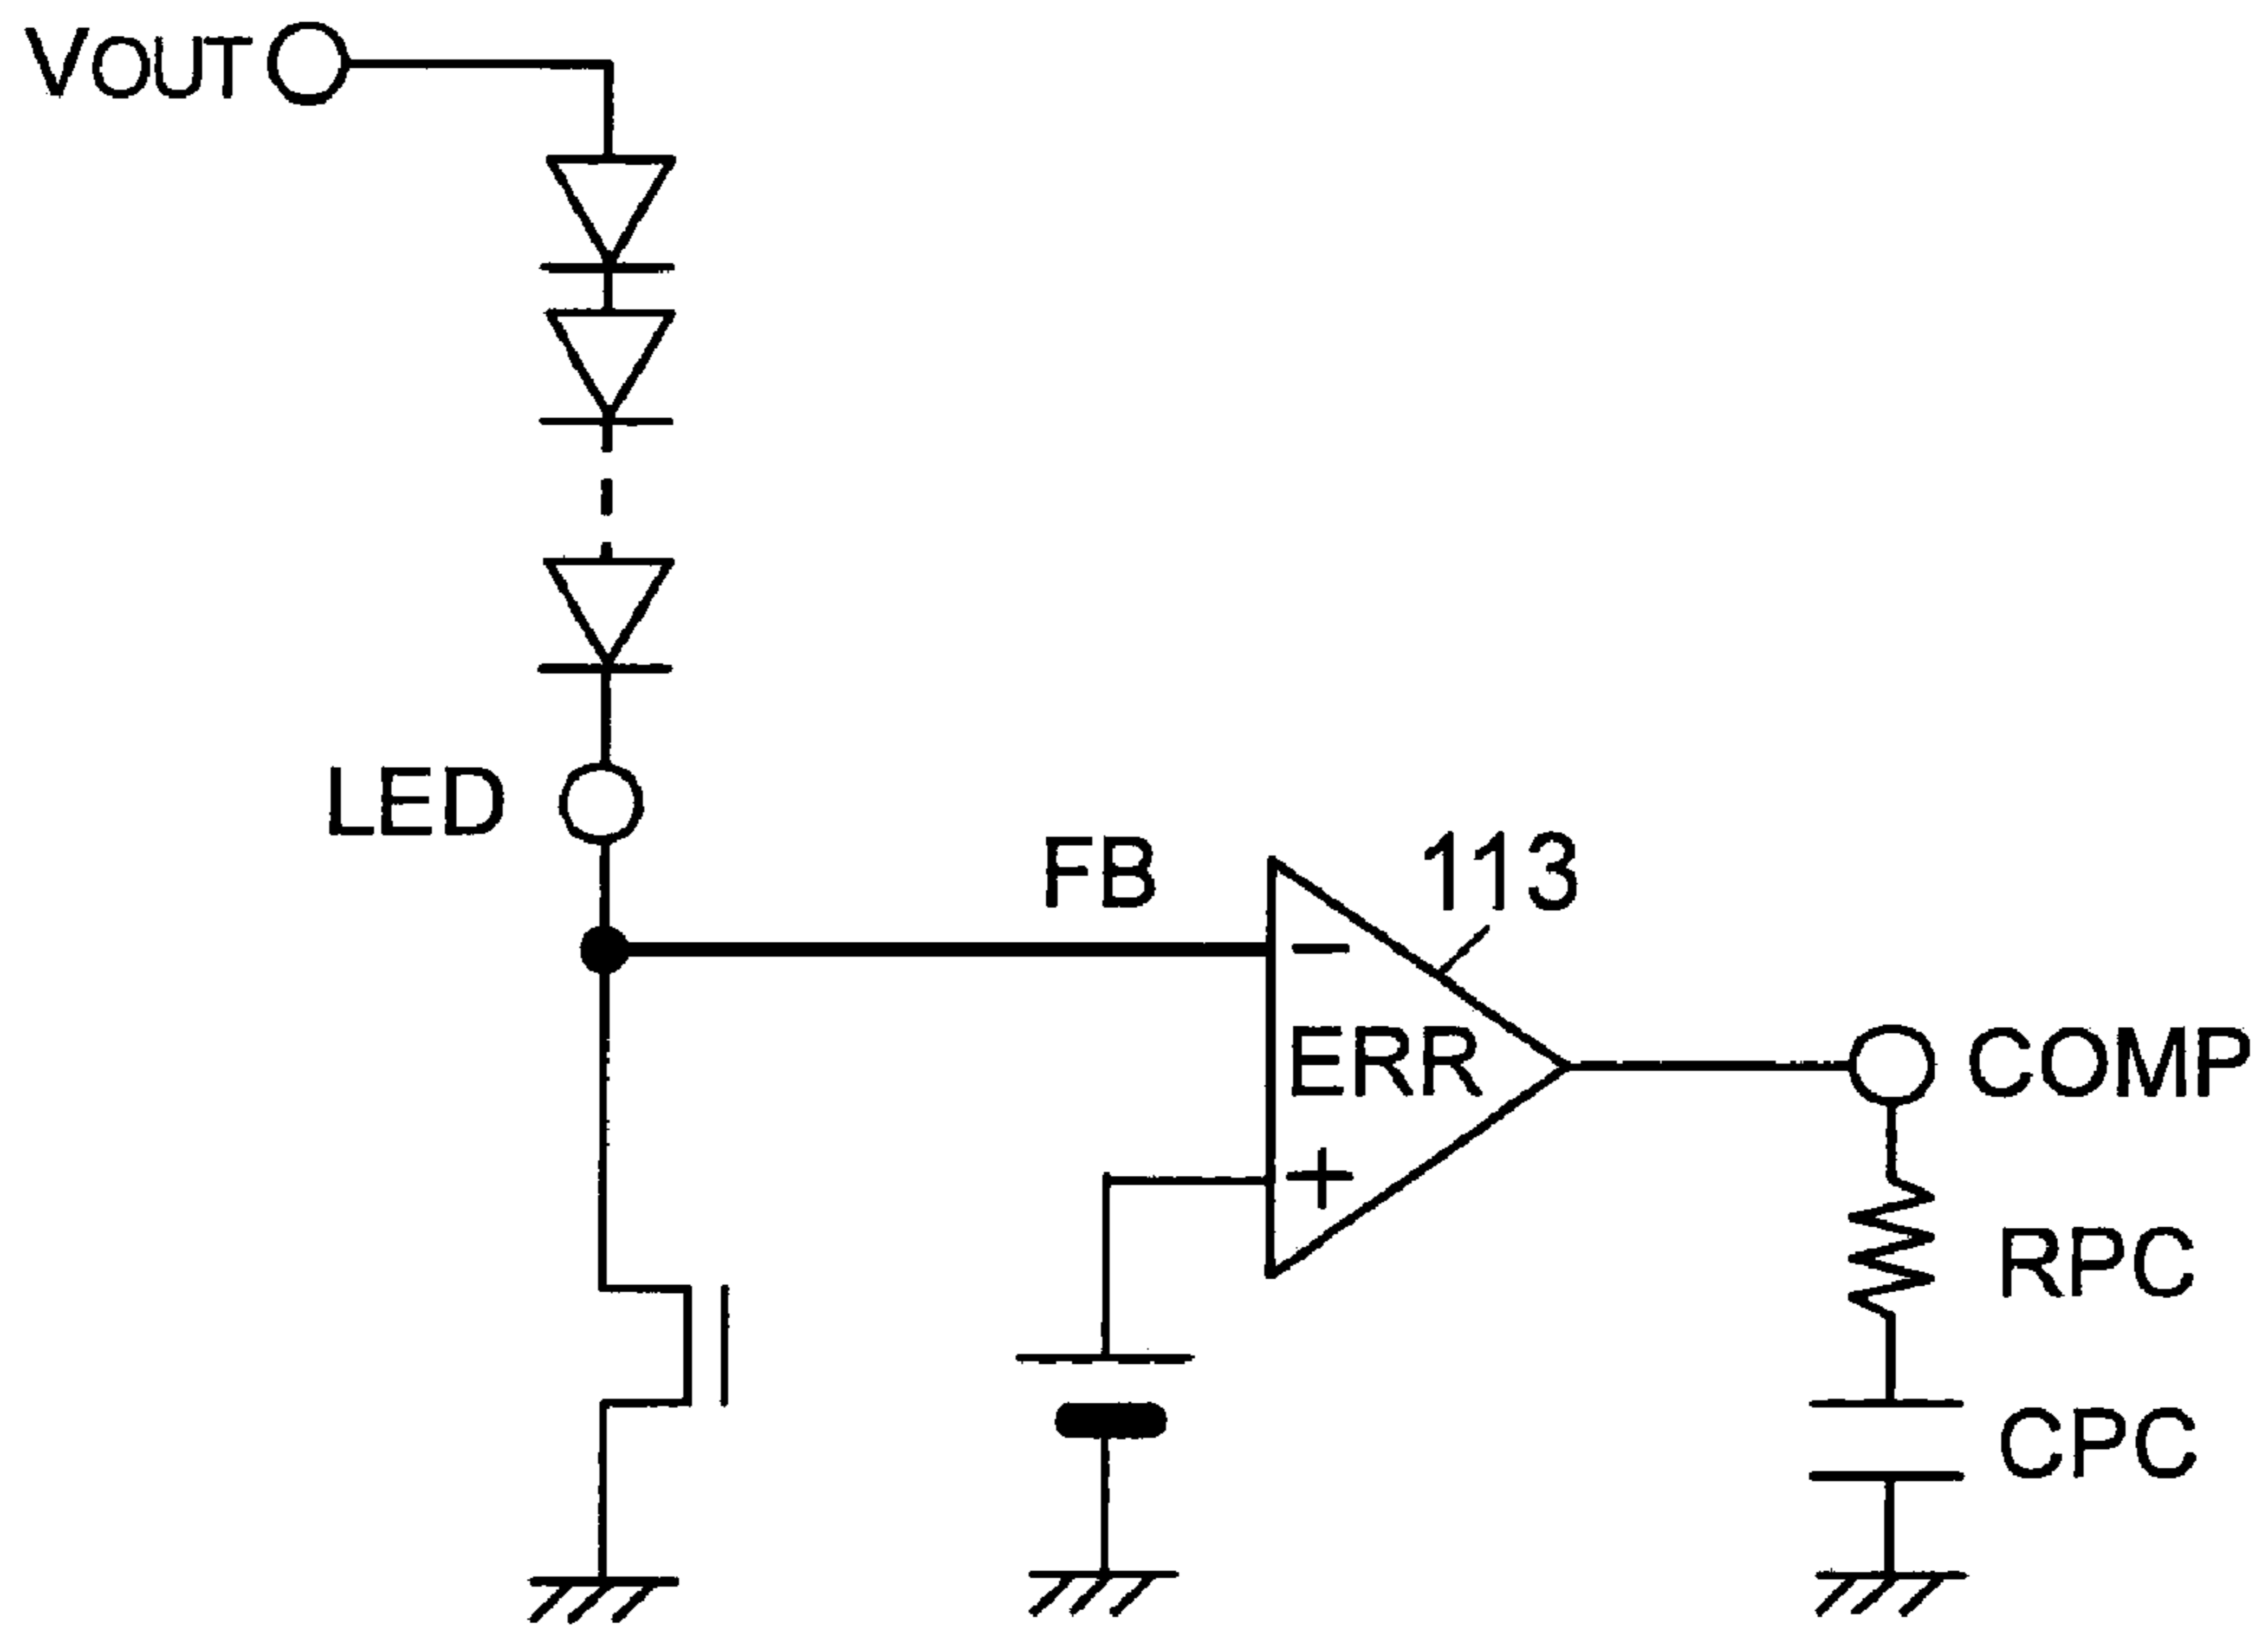 VOUT
LED
FB
113
−
ERR
+
COMP
RPC
CPC